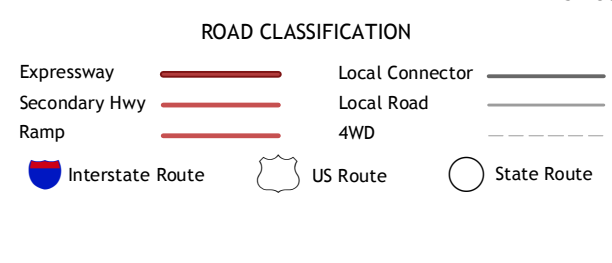 ROAD CLASSIFICATION
Expressway
Local Connector
Secondary Hwy
Local Road
Ramp
4WD
Interstate Route
US Route
State Route